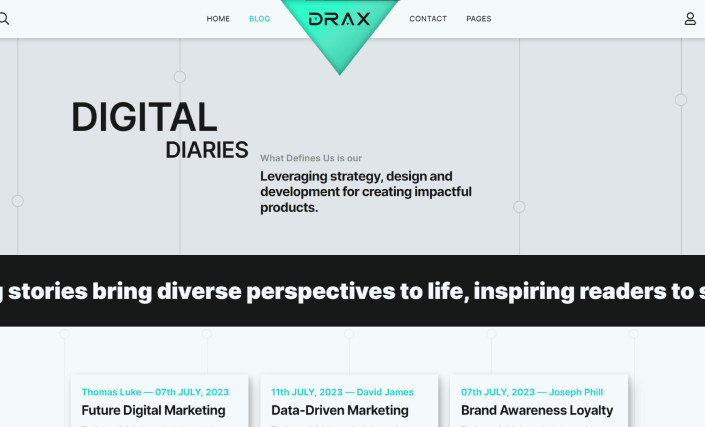 HOME BLOG DRAX CONTACT PAGES
DIGITAL
DIARIES
What Defines Us is our
Leveraging strategy, design and
development for creating impactful
products.
stories bring diverse perspectives to life, inspiring readers to
Thomas Luke — 07th JULY, 2023
Future Digital Marketing
11th JULY, 2023 — David James
Data-Driven Marketing
07th JULY, 2023 — Joseph Phill
Brand Awareness Loyalty